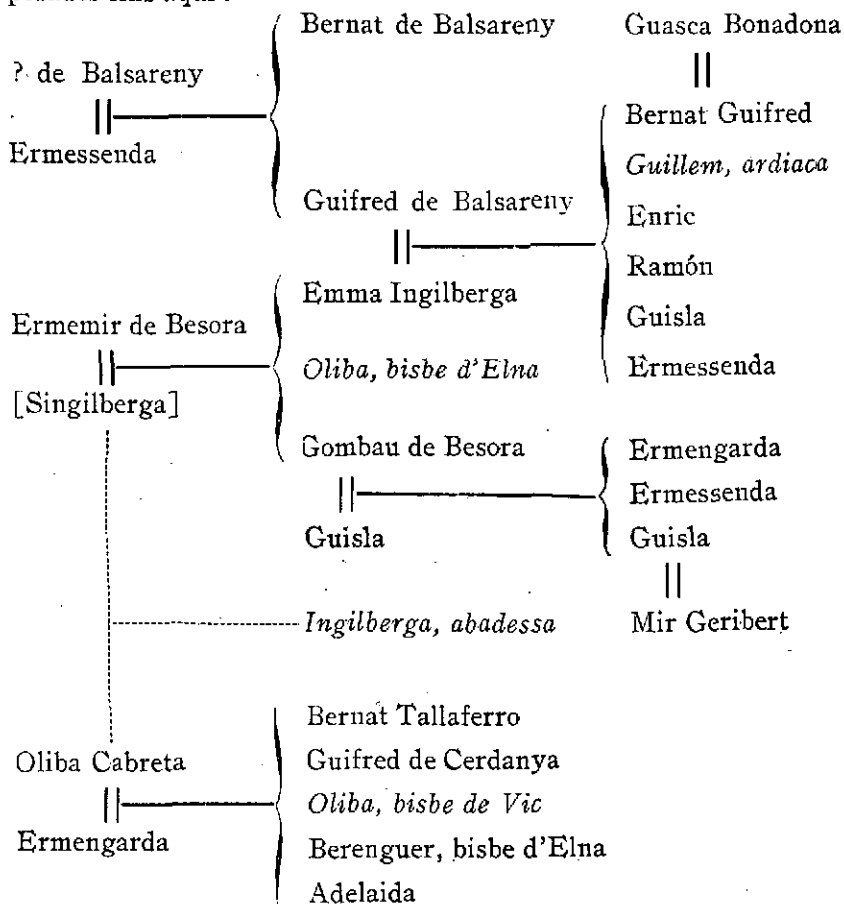 Bernat de Balsareny Guasca Bonadona
? de Balsareny
Bernat Guifred
Ermessenda
Guillem, ardiaca
Guifred de Balsareny
Enric
Ramón
Emma Ingilberga
Guisla
Ermemir de Besora
Oliba, bisbe d'Elna
Ermessenda
[Singilberga]
Gombau de Besora
Ermengarda
Ermessenda
Guisla
Guisla
Ingilberga, abadessa
Mir Geribert
Bernat Tallaferro
Oliba Cabreta
Guifred de Cerdanya
Oliba, bisbe de Vic
Ermengarda
Berenguer, bisbe d'Elna
Adelaida